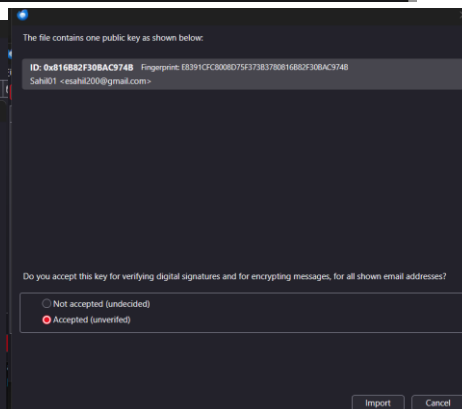 The file contains one public key as shown below:
ID: 0x816B82F30BAC974B Fingerprint: E8391CFC8008D75F373B3780816B82F30BAC974B
Sahil01 <esahil200@gmail.com>
Do you accept this key for verifying digital signatures and for encrypting messages, for all shown email addresses?
Not accepted (undecided)
Accepted (unverifed)
Import Cancel